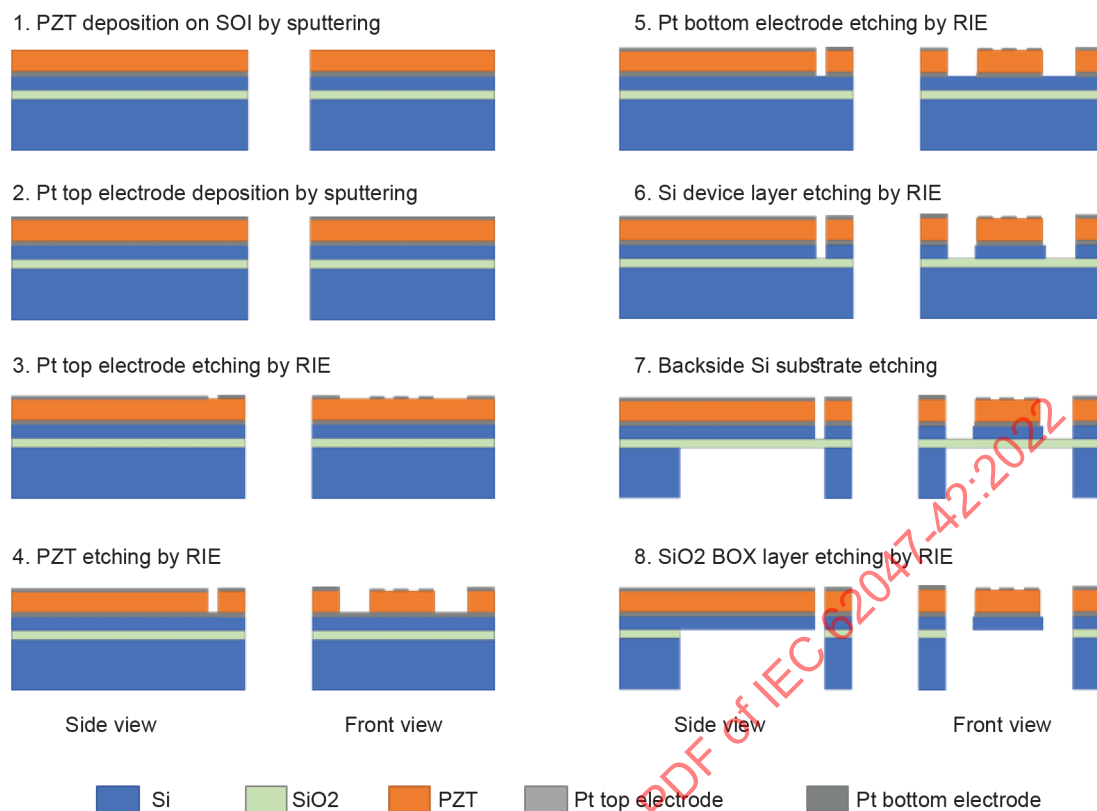 1. PZT deposition on SOI by sputtering
2. Pt top electrode deposition by sputtering
3. Pt top electrode etching by RIE
4. PZT etching by RIE
Side view
Front view
5. Pt bottom electrode etching by RIE
6. Si device layer etching by RIE
7. Backside Si substrate etching
8. SiO2 BOX layer etching by RIE
Side view
Front view
Si
SiO2
PZT
Pt top electrode
Pt bottom electrode
PDF of IEC 62047-42:2022